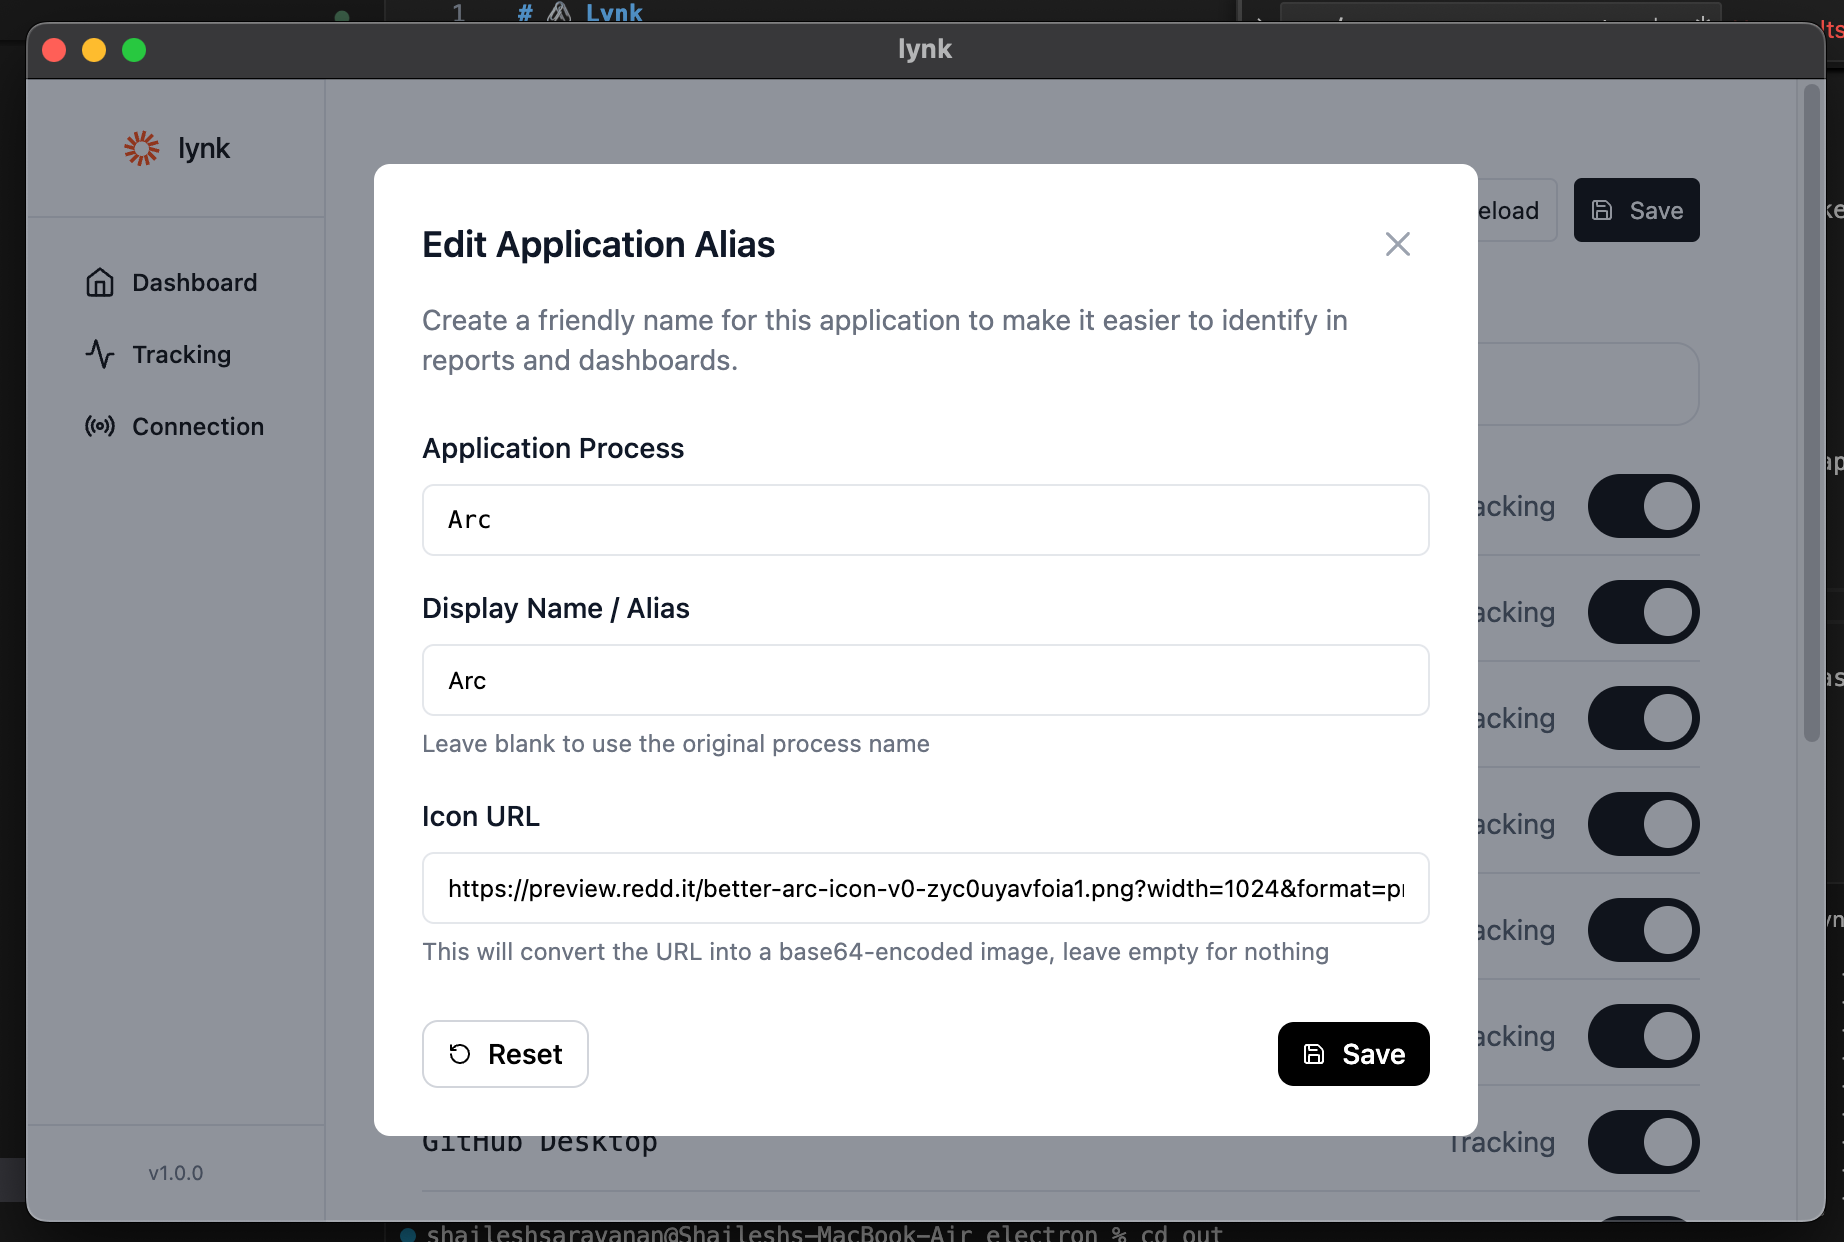 1 # Lynk
lynk
lynk
Dashboard
Tracking
Connection
v1.0.0
eload
Save
Edit Application Alias
Create a friendly name for this application to make it easier to identify in
reports and dashboards.
Application Process
Arc
Display Name / Alias
Arc
Leave blank to use the original process name
Icon URL
https://preview.redd.it/better-arc-icon-v0-zyc0uyavfoia1.png?width=1024&format=pr
This will convert the URL into a base64-encoded image, leave empty for nothing
Reset
Save
acking
acking
acking
acking
acking
acking
GitHub Desktop
Tracking
shaileshsaravanan@Shaileshs-MacBook-Air electron % cd out